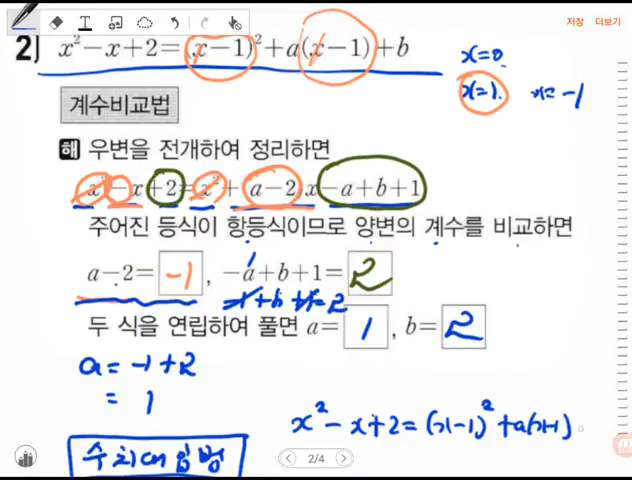 저장 더보기
2) x² − x + 2 = (x − 1)² + a(x − 1) + b
x = 0
x = 1. x = −1
계수비교법
해 우변을 전개하여 정리하면
x² − x + 2 = x² + (a − 2)x − a + b + 1
주어진 등식이 항등식이므로 양변의 계수를 비교하면
1
a − 2 = −1 , −a + b + 1 = 2
−1 + b + 1 = 2
두 식을 연립하여 풀면 a = 1 , b = 2
a = −1 + 2
= 1
x² − x + 2 = (x − 1)² + a(x − 1)
수치대입법
2/4